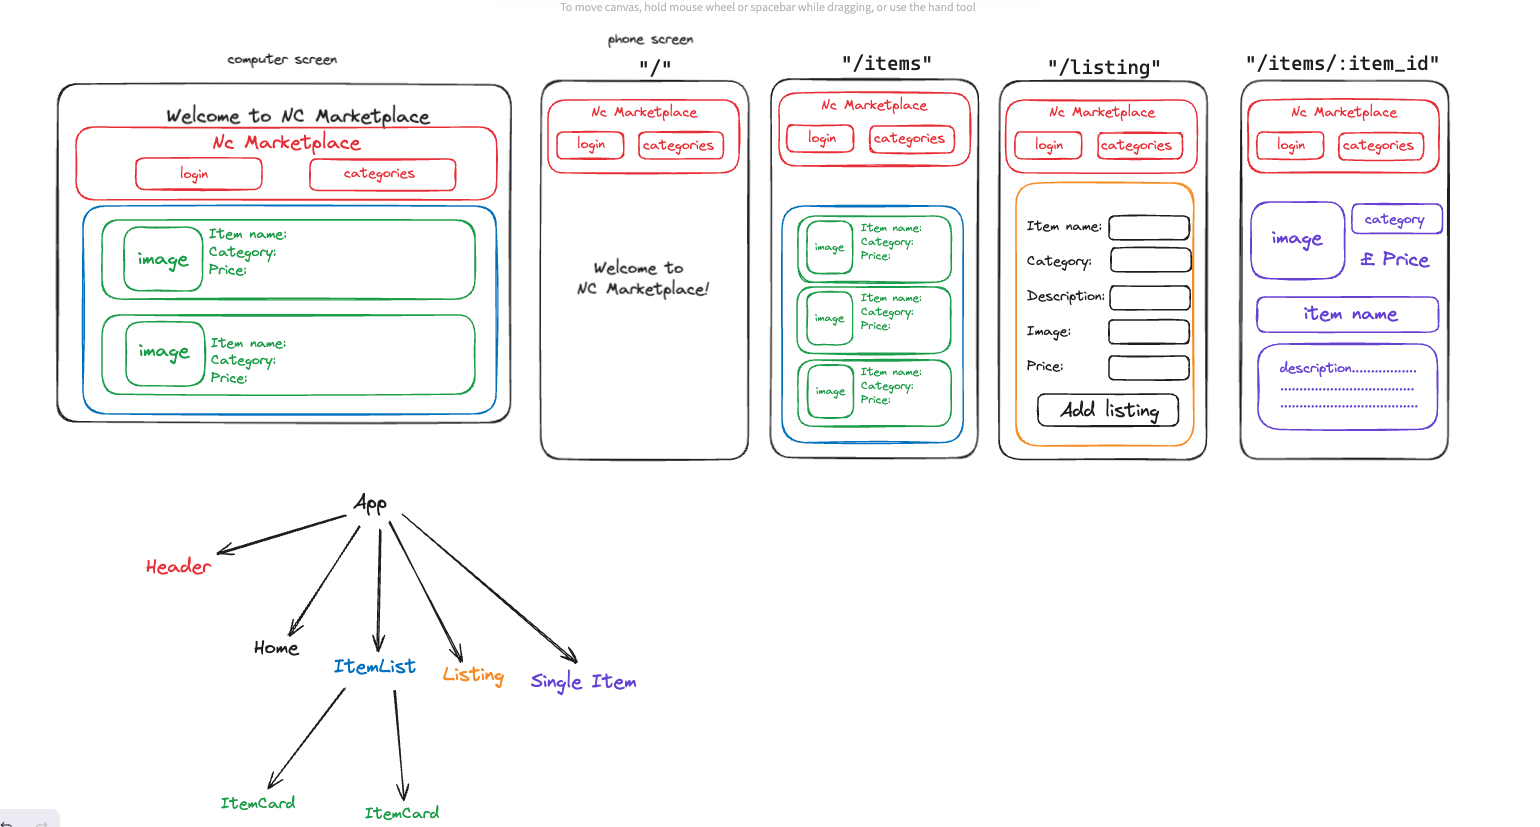 To move canvas, hold mouse wheel or spacebar while dragging, or use the hand tool
computer screen
Welcome to NC Marketplace
Nc Marketplace
login
categories
image
Item name:
Category:
Price:
image
Item name:
Category:
Price:
phone screen
"/"
Nc Marketplace
login
categories
Welcome to
NC Marketplace!
"/items"
Nc Marketplace
login
categories
image
Item name:
Category:
Price:
image
Item name:
Category:
Price:
image
Item name:
Category:
Price:
"/listing"
Nc Marketplace
login
categories
Item name:
Category:
Description:
Image:
Price:
Add listing
"/items/:item_id"
Nc Marketplace
login
categories
image
category
£ Price
item name
description.................
...................................
...................................
App
Header
Home
ItemList
Listing
Single Item
ItemCard
ItemCard